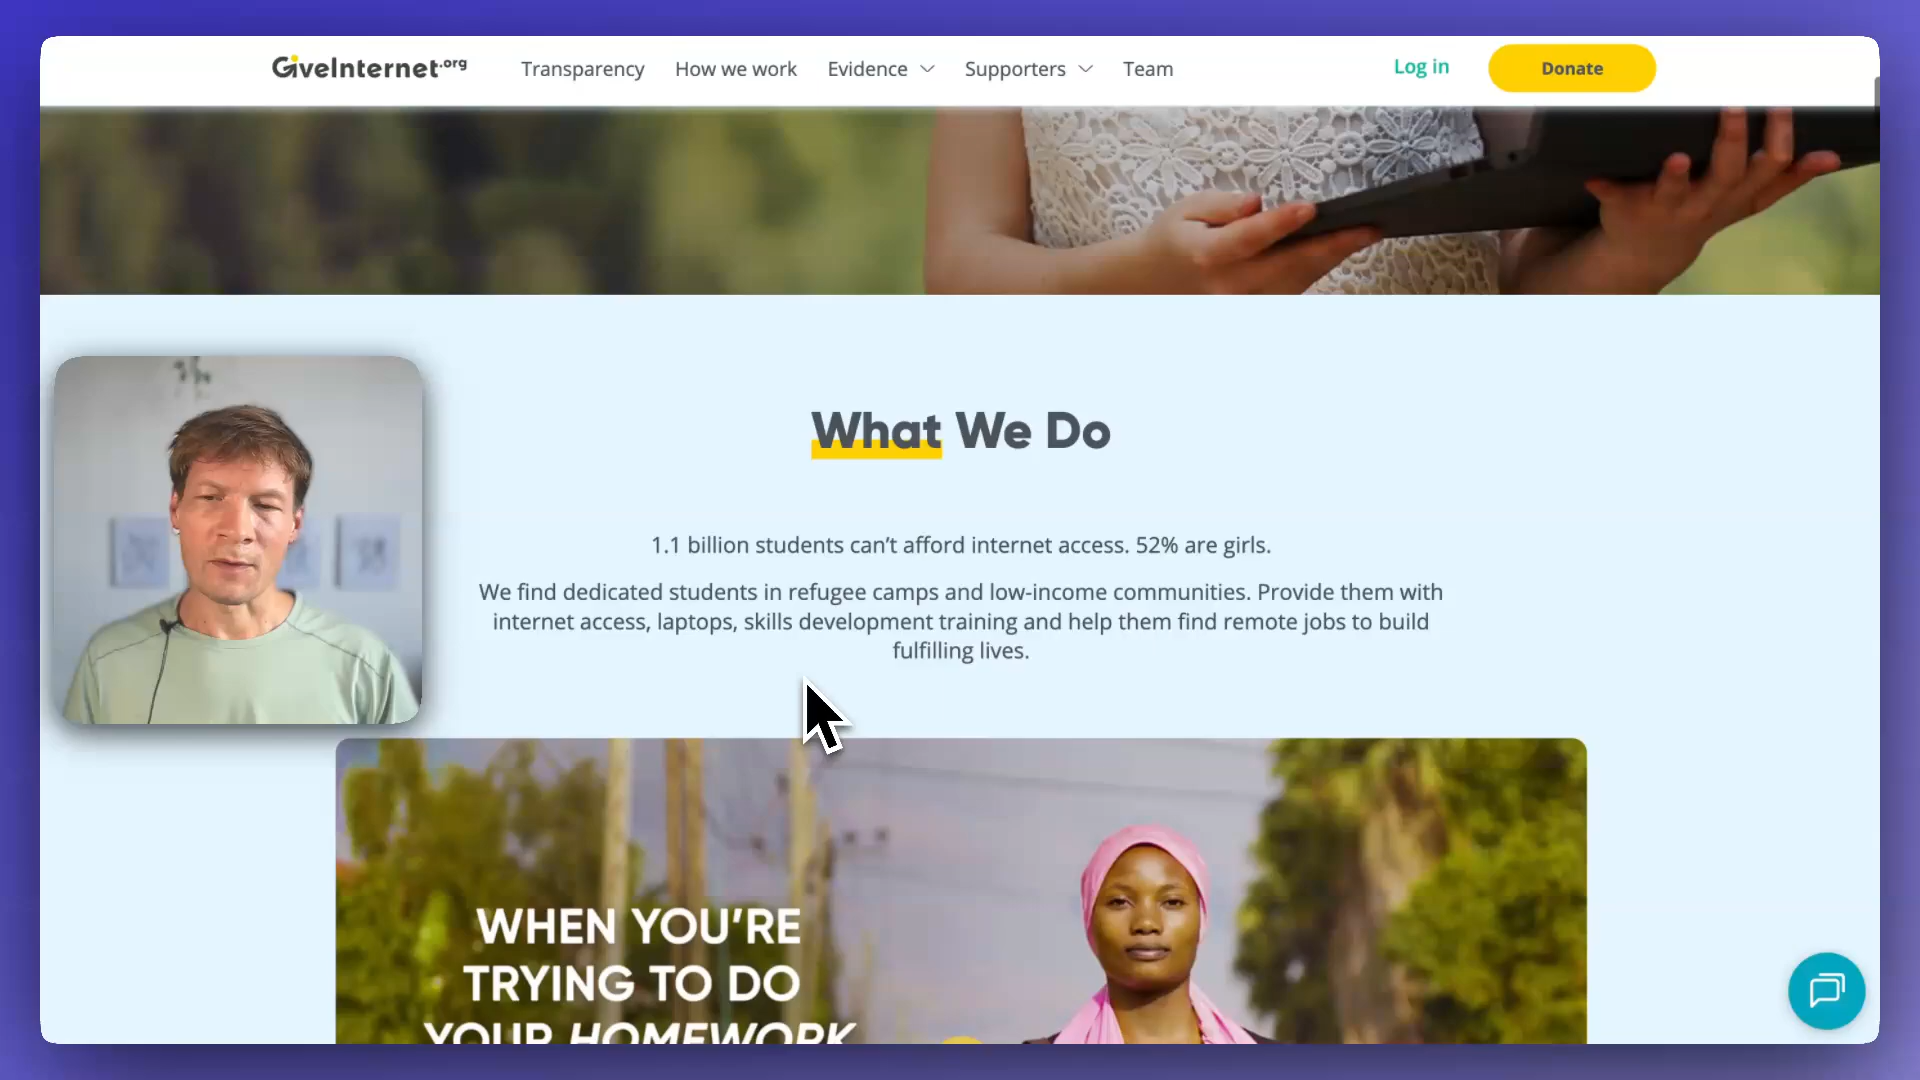 GiveInternet.org
Transparency
How we work
Evidence
Supporters
Team
Log in
Donate
What We Do
1.1 billion students can't afford internet access. 52% are girls.
We find dedicated students in refugee camps and low-income communities. Provide them with
internet access, laptops, skills development training and help them find remote jobs to build
fulfilling lives.
WHEN YOU'RE
TRYING TO DO
YOUR HOMEWORK